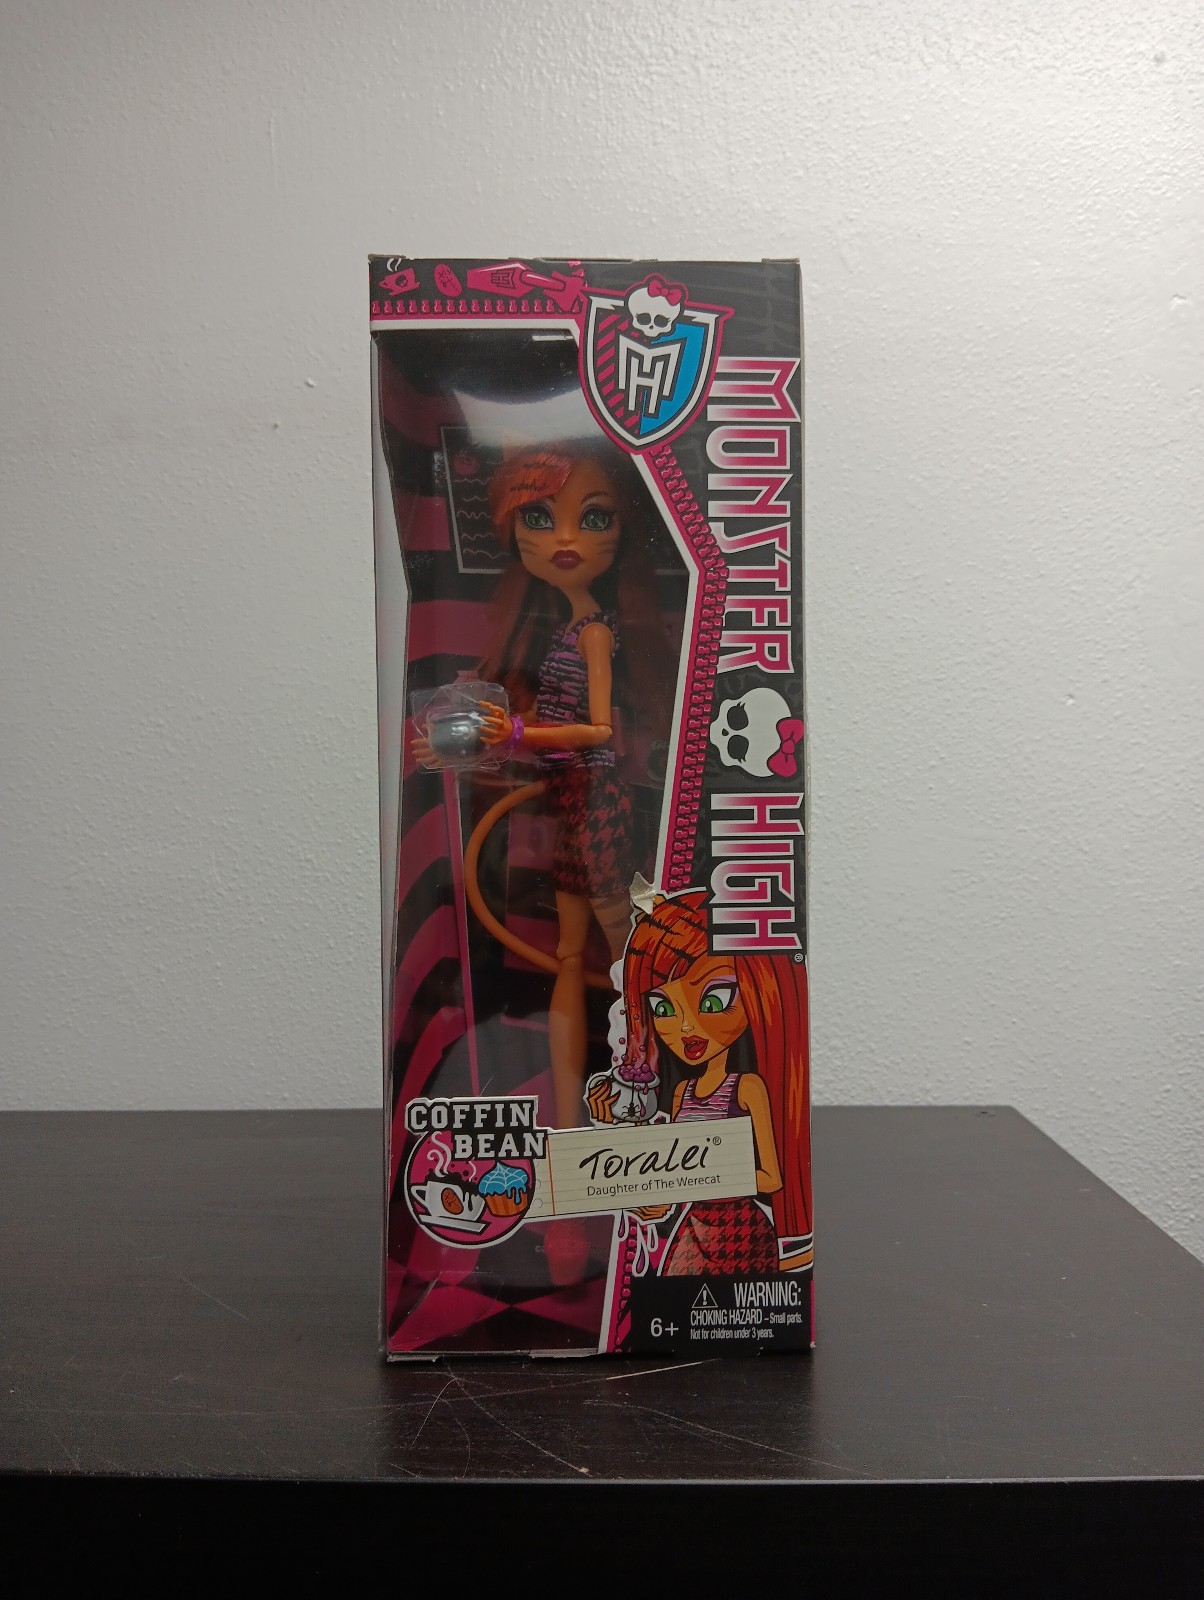 MH
MONSTER HIGH®
COFFIN
BEAN
Toralei®
Daughter of The Werecat
6+
WARNING:
CHOKING HAZARD – Small parts.
Not for children under 3 years.